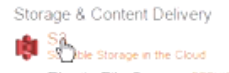 Storage & Content Delivery
S3
Scalable Storage in the Cloud